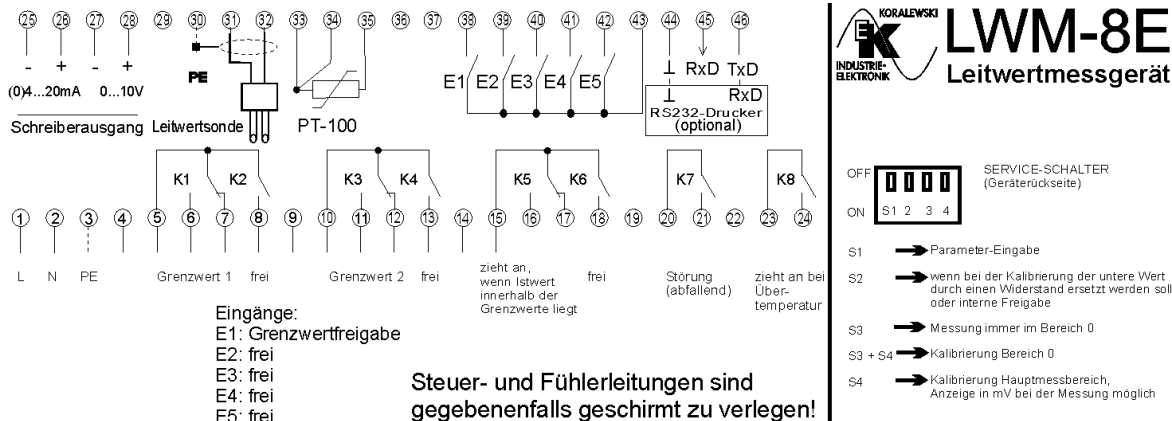 25 26 27 28 29 30 31 32 33 34 35 36 37 38 39 40 41 42 43 44 45 46
- + - +
(0)4...20mA 0...10V
Schreiberausgang
PE
Leitwertsonde
PT-100
E1 E2 E3 E4 E5
RxD TxD
RxD
RS232-Drucker
(optional)
K1 K2 K3 K4 K5 K6 K7 K8
1 2 3 4 5 6 7 8 9 10 11 12 13 14 15 16 17 18 19 20 21 22 23 24
L N PE
Grenzwert 1 frei
Grenzwert 2 frei
zieht an,
wenn Istwert
innerhalb der
Grenzwerte liegt
frei
Störung
(abfallend)
zieht an bei
Über-
temperatur
Eingänge:
E1: Grenzwertfreigabe
E2: frei
E3: frei
E4: frei
E5: frei
Steuer- und Fühlerleitungen sind
gegebenenfalls geschirmt zu verlegen!
KORALEWSKI
EK
INDUSTRIE-
ELEKTRONIK
LWM-8E
Leitwertmessgerät
OFF
ON
S1 2 3 4
SERVICE-SCHALTER
(Geräterückseite)
S1 Parameter-Eingabe
S2 wenn bei der Kalibrierung der untere Wert
durch einen Widerstand ersetzt werden soll
oder interne Freigabe
S3 Messung immer im Bereich 0
S3 + S4 Kalibrierung Bereich 0
S4 Kalibrierung Hauptmessbereich,
Anzeige in mV bei der Messung möglich